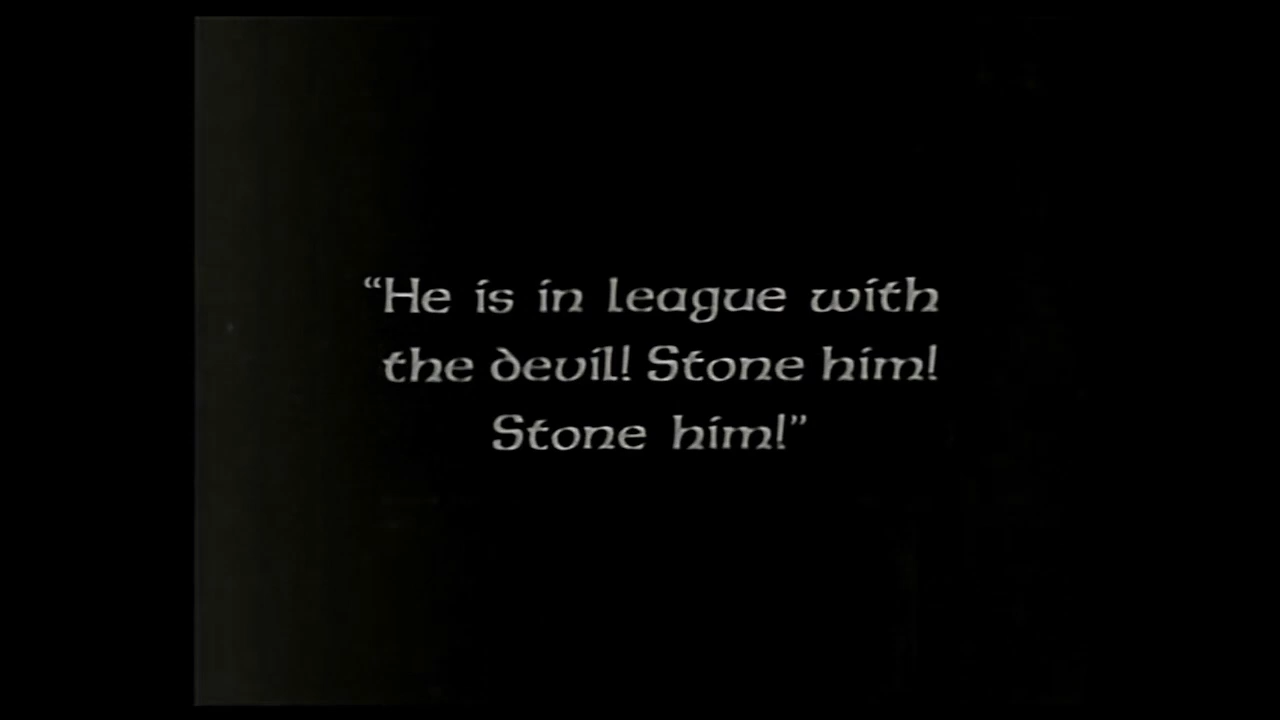 “He is in league with
the devil! Stone him!
Stone him!”